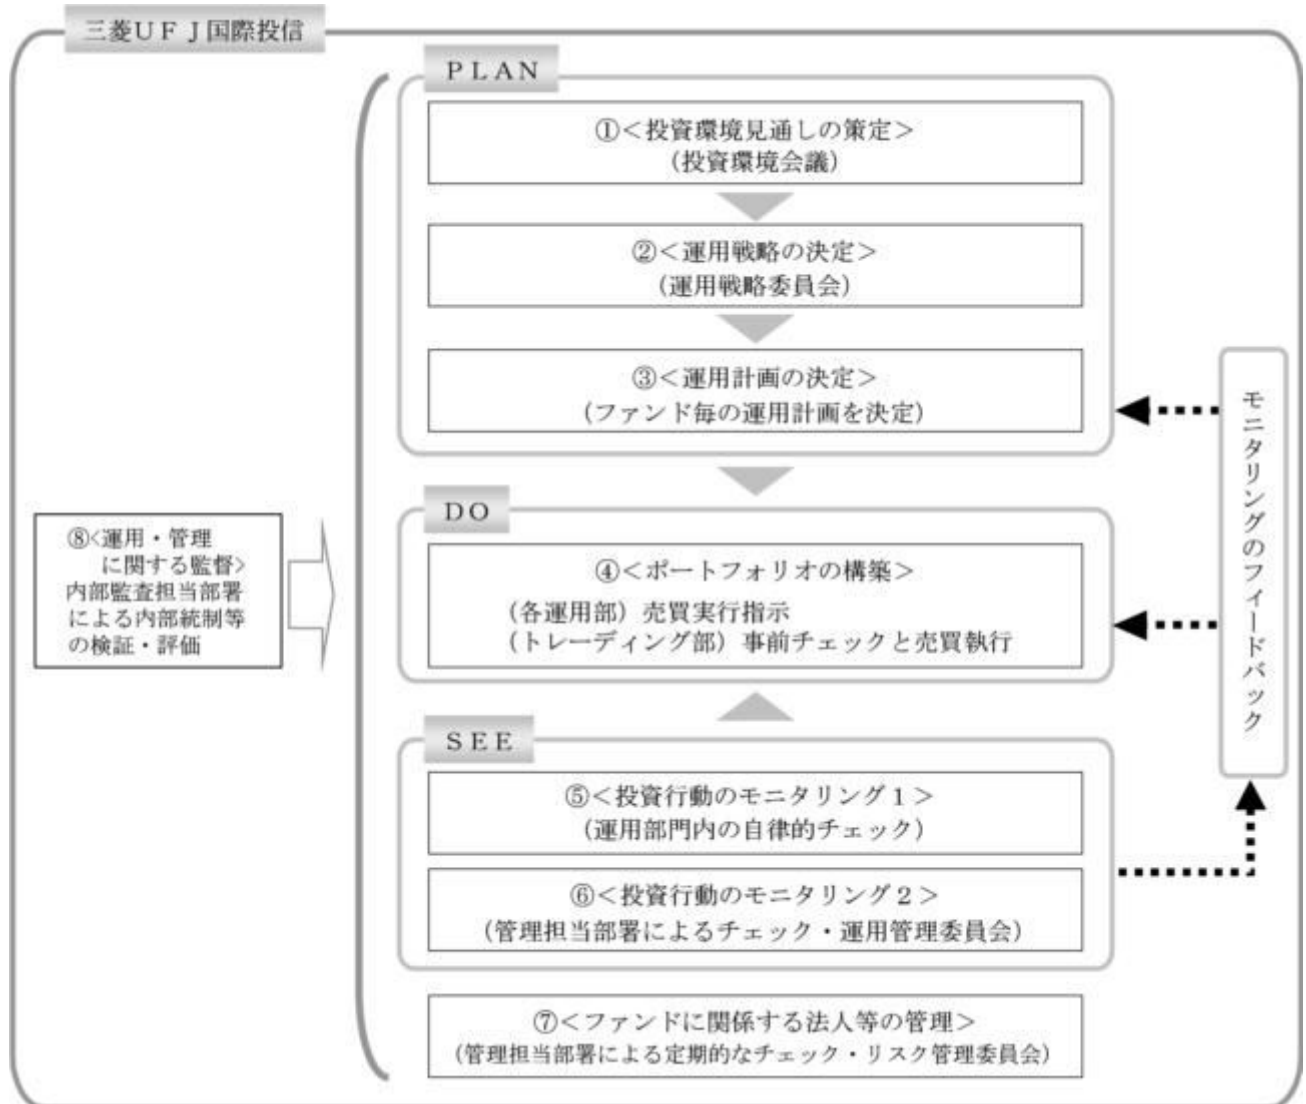 三菱ＵＦＪ国際投信
ＰＬＡＮ
①＜投資環境見通しの策定＞
（投資環境会議）
②＜運用戦略の決定＞
（運用戦略委員会）
③＜運用計画の決定＞
（ファンド毎の運用計画を決定）
ＤＯ
④＜ポートフォリオの構築＞
（各運用部）売買実行指示
（トレーディング部）事前チェックと売買執行
ＳＥＥ
⑤＜投資行動のモニタリング１＞
（運用部門内の自律的チェック）
⑥＜投資行動のモニタリング２＞
（管理担当部署によるチェック・運用管理委員会）
⑦＜ファンドに関係する法人等の管理＞
（管理担当部署による定期的なチェック・リスク管理委員会）
⑧<運用・管理
に関する監督>
内部監査担当部署
による内部統制等
の検証・評価
モニタリングのフィードバック